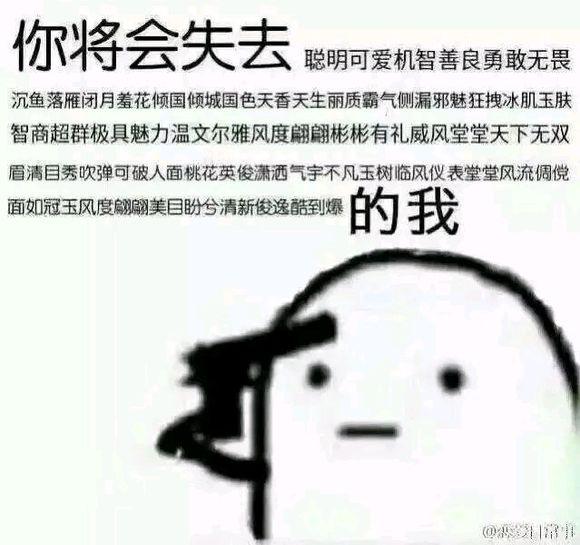 你将会失去 聪明可爱机智善良勇敢无畏
沉鱼落雁闭月羞花倾国倾城国色天香天生丽质霸气侧漏邪魅狂拽冰肌玉肤
智商超群极具魅力温文尔雅风度翩翩彬彬有礼威风堂堂天下无双
眉清目秀吹弹可破人面桃花英俊潇洒气宇不凡玉树临风仪表堂堂风流倜傥
面如冠玉风度翩翩美目盼兮清新俊逸酷到爆 的我